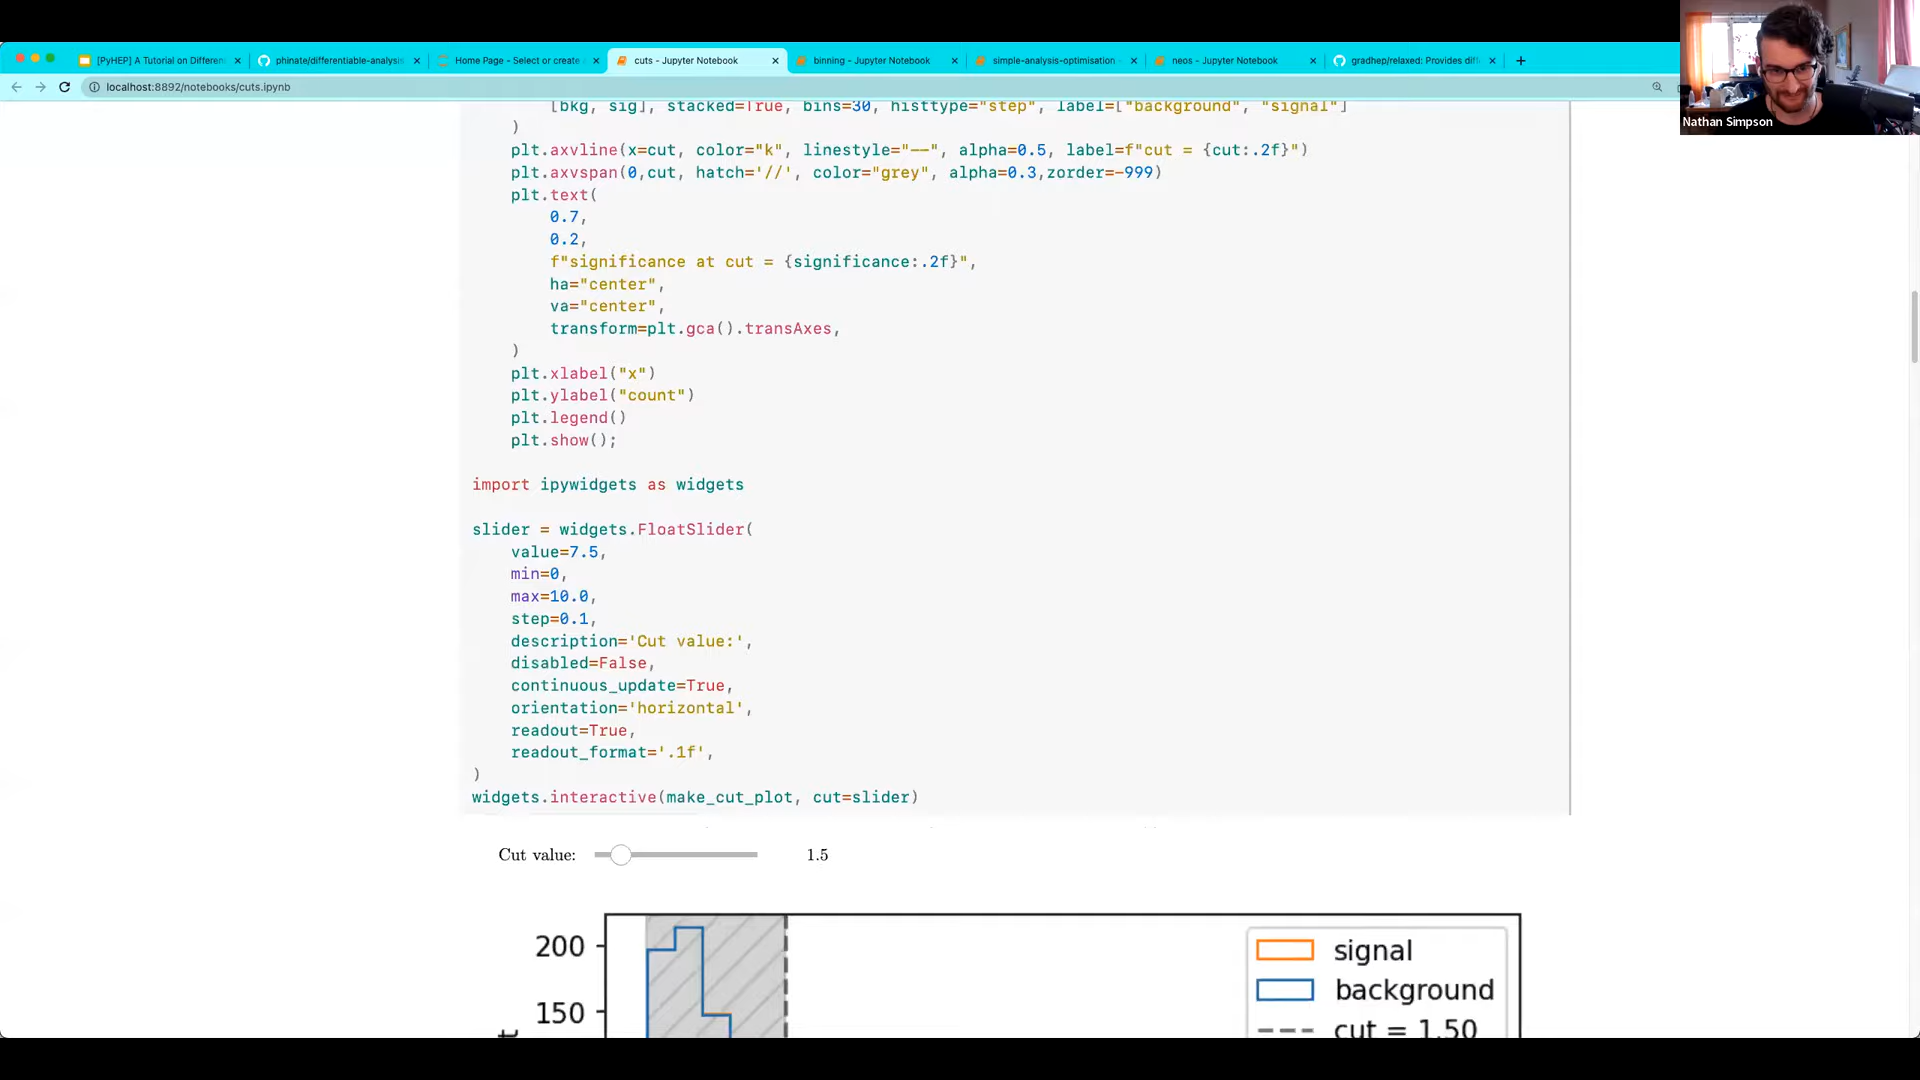 [PyHEP] A Tutorial on Differen
phinate/differentiable-analysis
Home Page - Select or create
cuts - Jupyter Notebook
binning - Jupyter Notebook
simple-analysis-optimisation
neos - Jupyter Notebook
gradhep/relaxed: Provides diff
localhost:8892/notebooks/cuts.ipynb
Nathan Simpson
[bkg, sig], stacked=True, bins=30, histtype="step", label=["background", "signal"]
)
plt.axvline(x=cut, color="k", linestyle="--", alpha=0.5, label=f"cut = {cut:.2f}")
plt.axvspan(0,cut, hatch='//', color="grey", alpha=0.3,zorder=-999)
plt.text(
0.7,
0.2,
f"significance at cut = {significance:.2f}",
ha="center",
va="center",
transform=plt.gca().transAxes,
)
plt.xlabel("x")
plt.ylabel("count")
plt.legend()
plt.show();
import ipywidgets as widgets
slider = widgets.FloatSlider(
value=7.5,
min=0,
max=10.0,
step=0.1,
description='Cut value:',
disabled=False,
continuous_update=True,
orientation='horizontal',
readout=True,
readout_format='.1f',
)
widgets.interactive(make_cut_plot, cut=slider)
Cut value: 1.5
200
150
signal
background
cut = 1.50